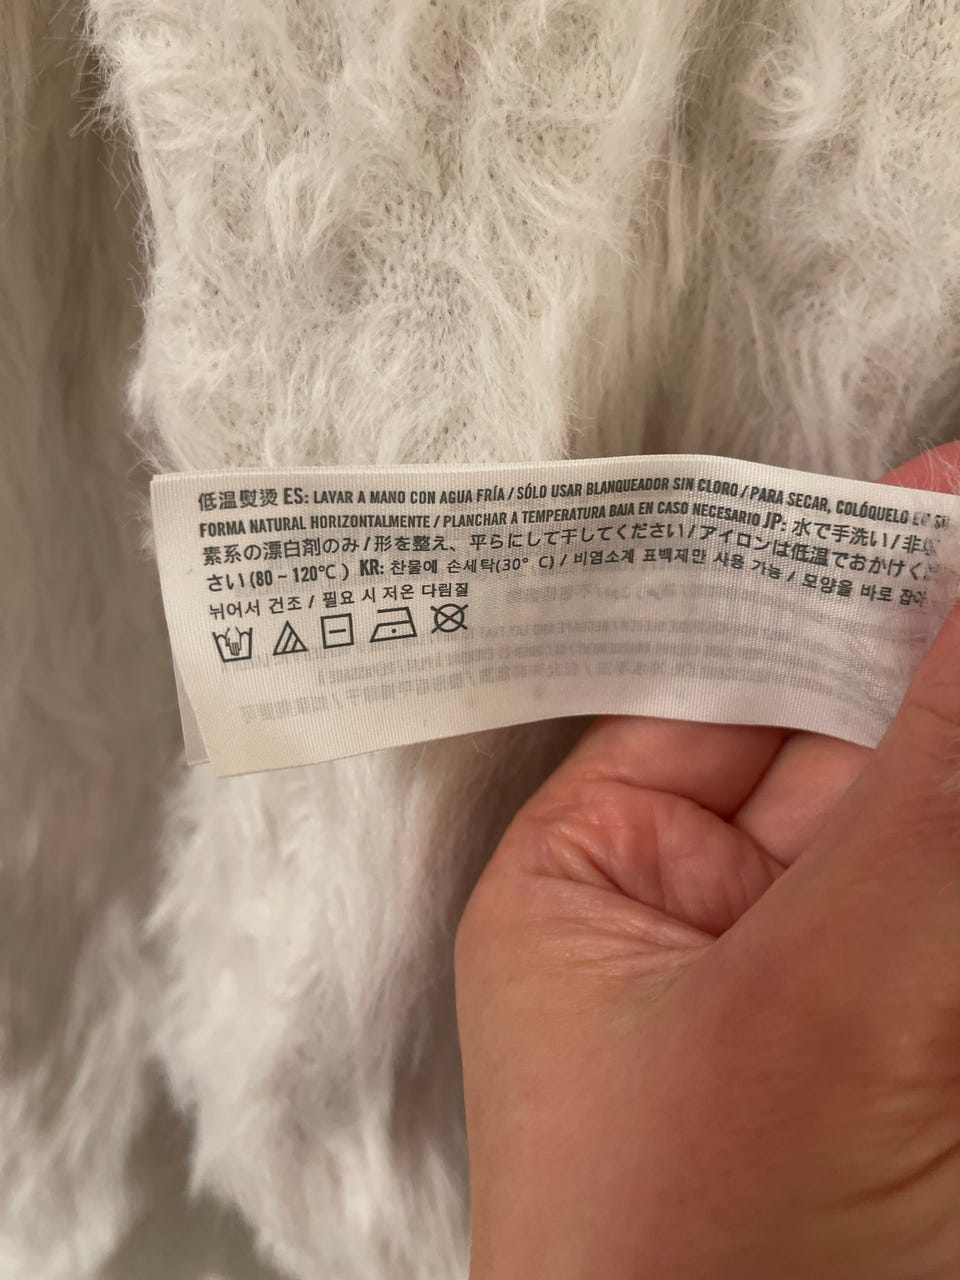 低温熨烫 ES: LAVAR A MANO CON AGUA FRÍA / SÓLO USAR BLANQUEADOR SIN CLORO / PARA SECAR, COLÓQUELO EN SU
FORMA NATURAL HORIZONTALMENTE / PLANCHAR A TEMPERATURA BAJA EN CASO NECESARIO JP: 水で手洗い / 非塩
素系の漂白剤のみ / 形を整え、平らにして干してください / アイロンは低温でおかけくだ
さい (80 ~ 120°C ) KR: 찬물에 손세탁(30° C) / 비염소계 표백제만 사용 가능 / 모양을 바로 잡아
뉘어서 건조 / 필요 시 저온 다림질